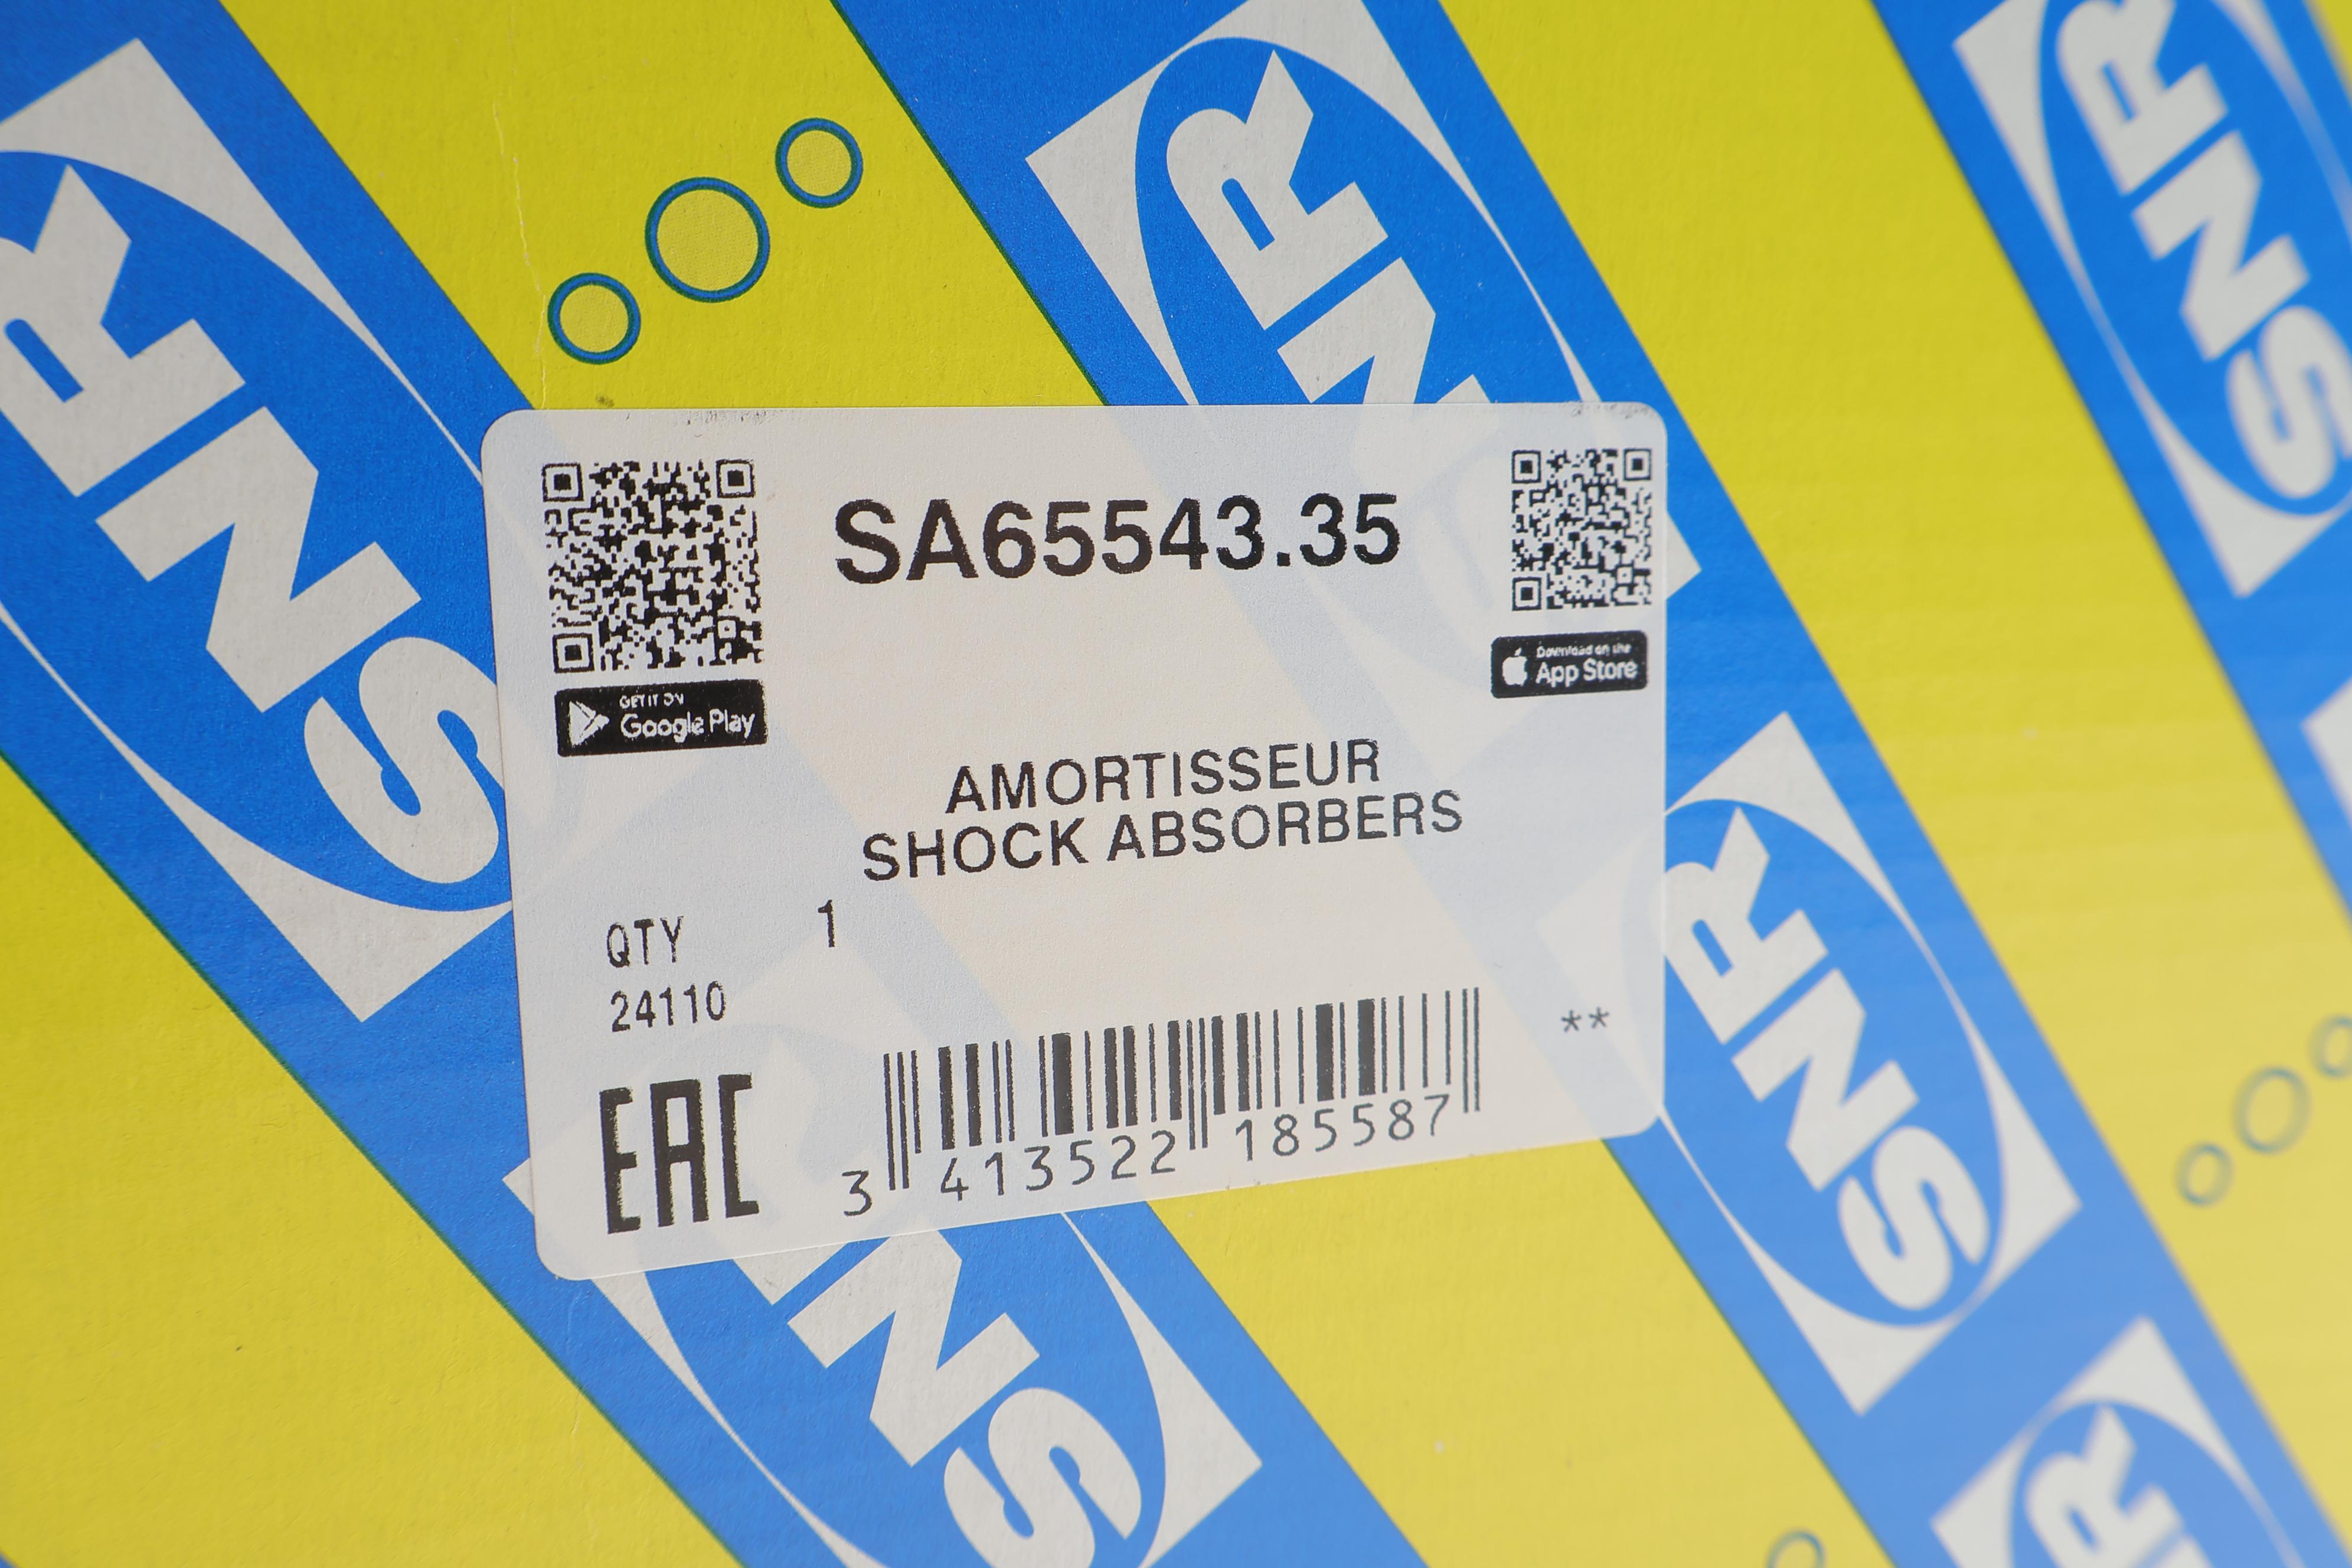 SNR
SNR
SNR
SA65543.35
GET IT ON
Google Play
Download on the
App Store
AMORTISSEUR
SHOCK ABSORBERS
QTY 1
24110
**
EAC
3 413522 185587
SNR
SNR